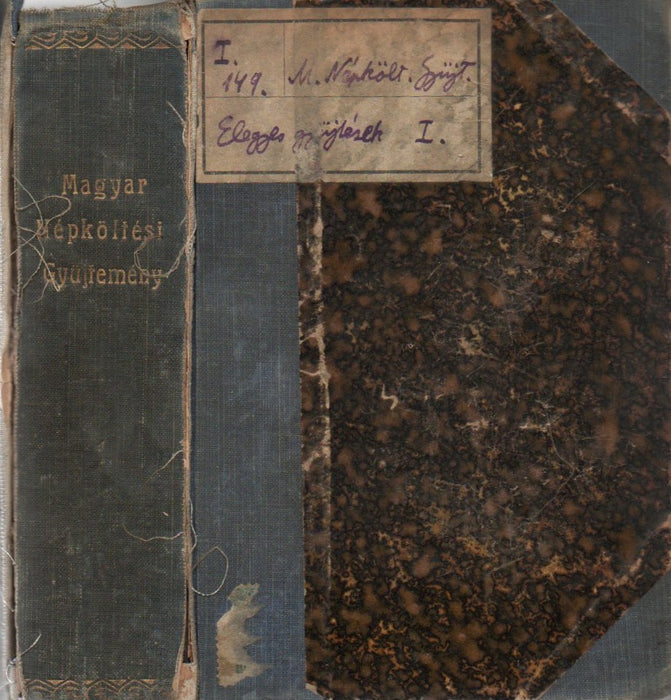 Magyar
Népköltési
Gyűjtemény
I.
149. M. Népkölt. Gyűjt.
Elegyes gyűjtések I.